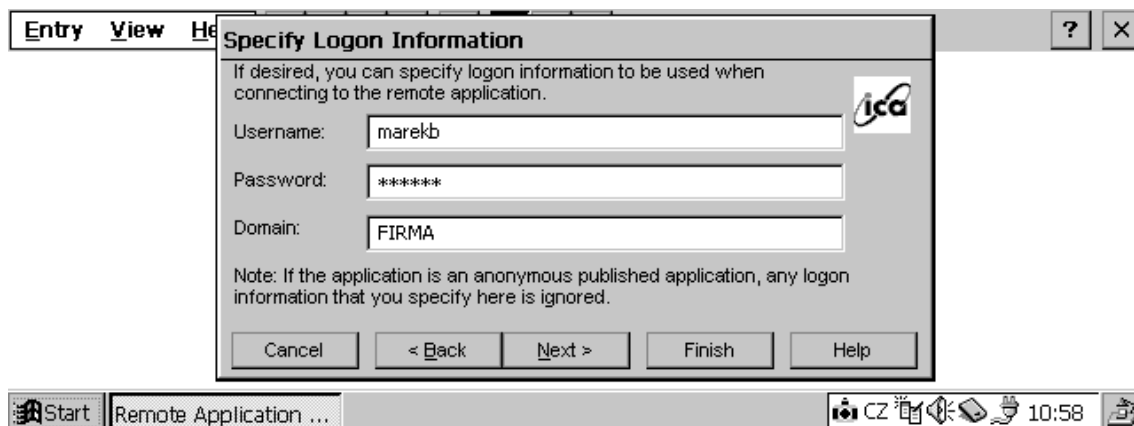 Entry View He
? ×
Specify Logon Information
If desired, you can specify logon information to be used when
connecting to the remote application.
ica
Username: marekb
Password: ******
Domain: FIRMA
Note: If the application is an anonymous published application, any logon
information that you specify here is ignored.
Cancel < Back Next > Finish Help
Start Remote Application ... CZ 10:58